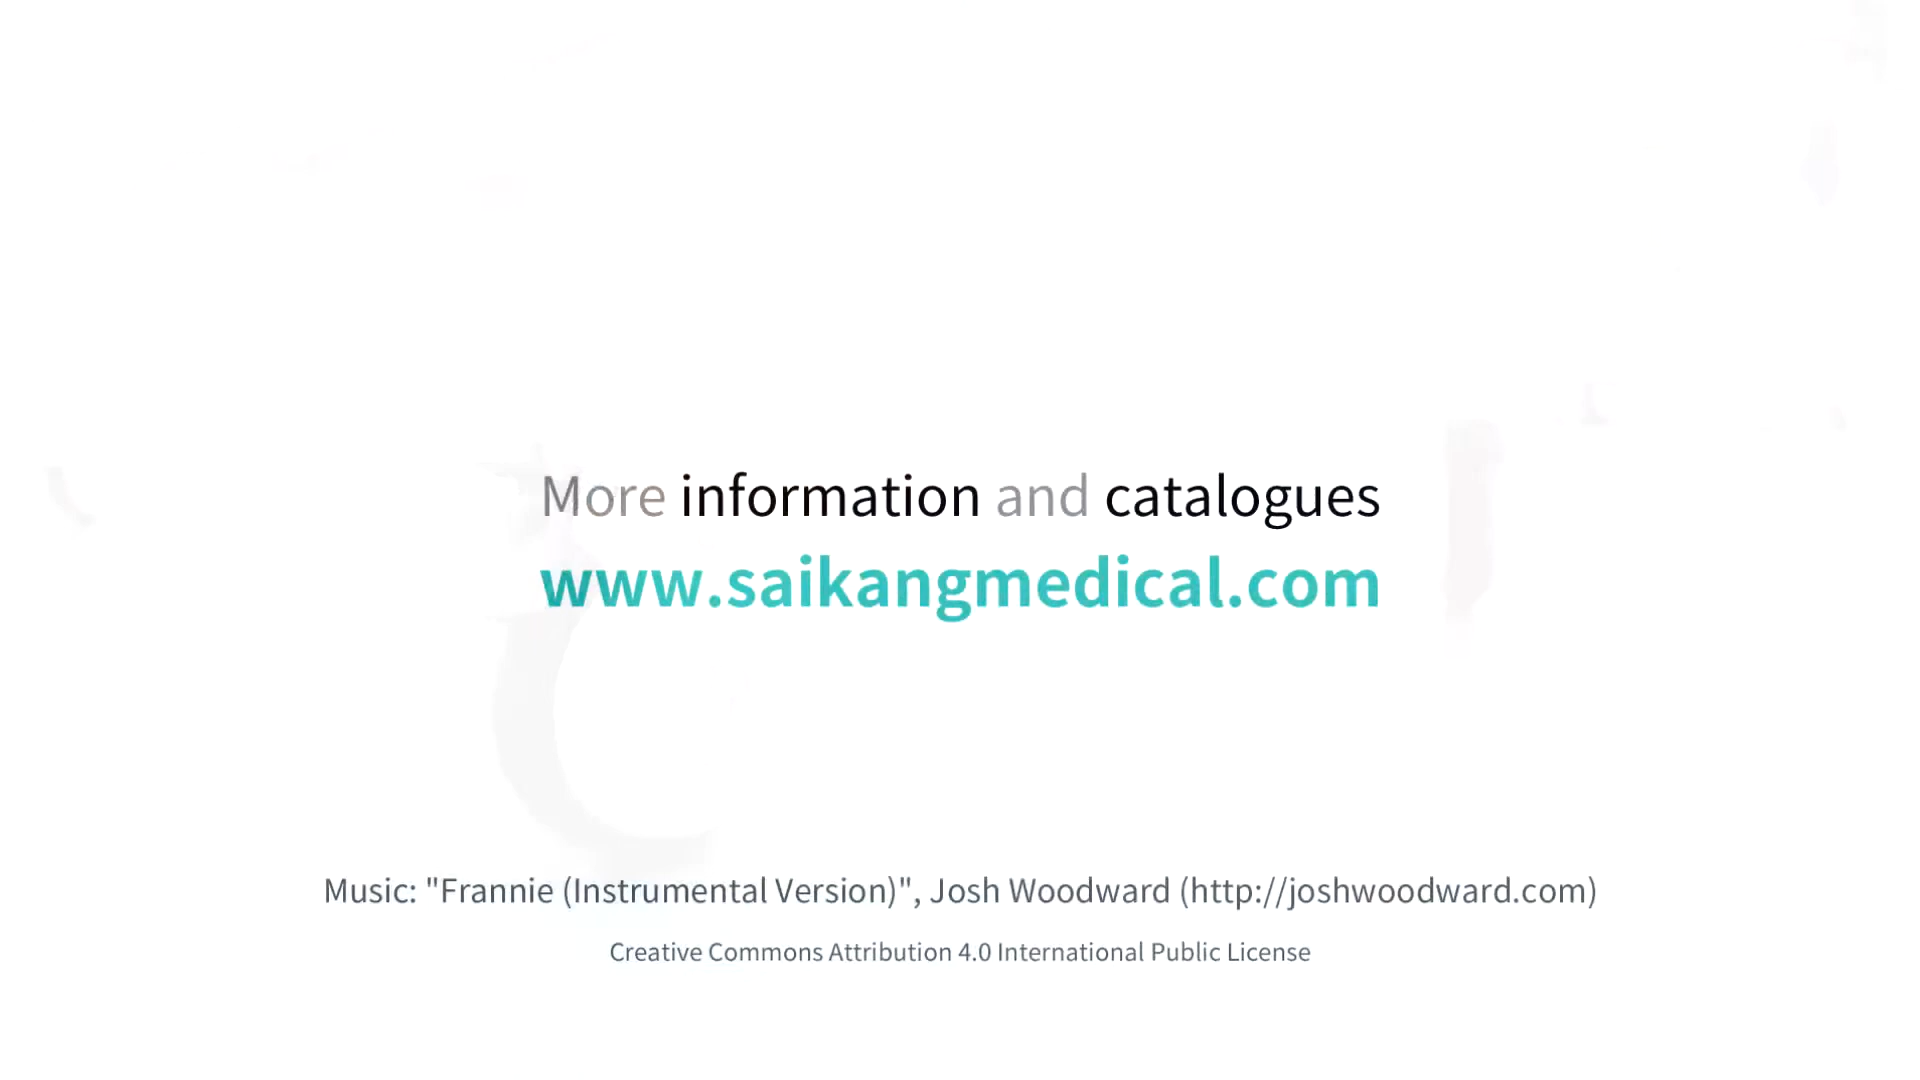 More information and catalogues
www.saikangmedical.com
Music: "Frannie (Instrumental Version)", Josh Woodward (http://joshwoodward.com)
Creative Commons Attribution 4.0 International Public License